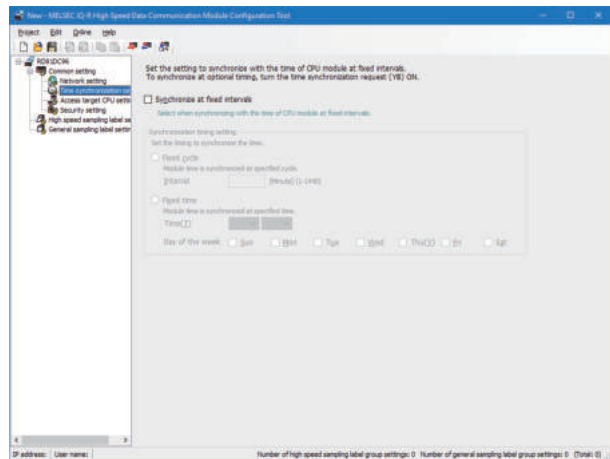 New - MELSEC iQ-R High Speed Data Communication Module Configuration Tool
Project Edit Online Help
RD81DC96
Common setting
Network setting
Time synchronization se
Access target CPU setti
Security setting
High speed sampling label se
General sampling label settin
Set the setting to synchronize with the time of CPU module at fixed intervals.
To synchronize at optional timing, turn the time synchronization request (YB) ON.
Synchronize at fixed intervals
Select when synchronizing with the time of CPU module at fixed intervals.
Synchronization timing setting
Set the timing to synchronize the time.
Fixed cycle
Module time is synchronized at specified cycle.
Interval [Minute] (1-1440)
Fixed time
Module time is synchronized at specified time.
Time(T)
Day of the week Sun Mon Tue Wed Thu(X) Fri Sat
IP address: User name: Number of high speed sampling label group settings: 0 Number of general sampling label group settings: 0 (Total: 0)